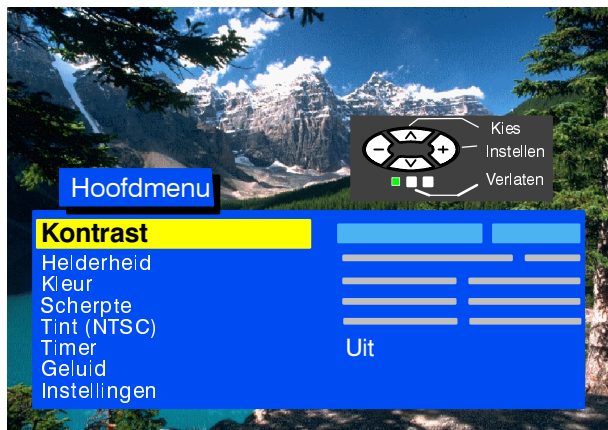 Kies
Instellen
Verlaten
Hoofdmenu
Kontrast
Helderheid
Kleur
Scherpte
Tint (NTSC)
Timer Uit
Geluid
Instellingen